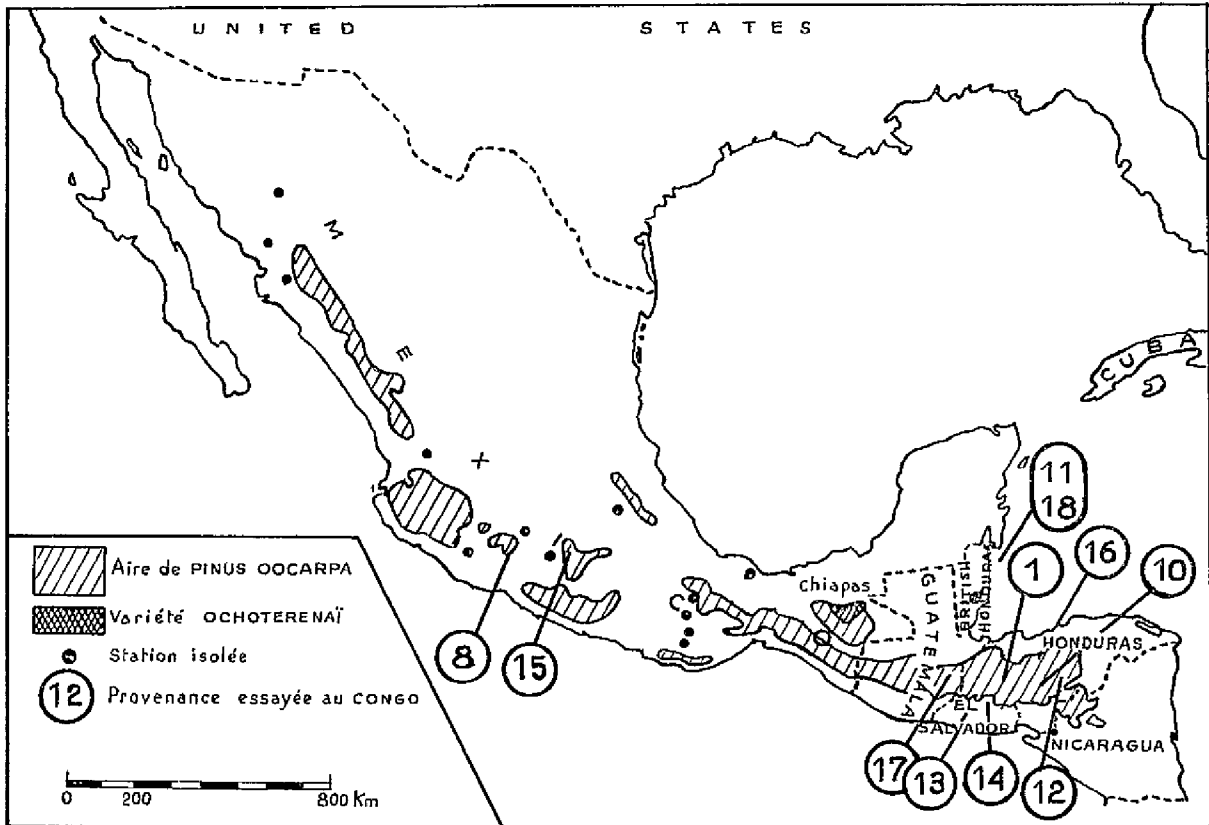 UNITED STATES
MEXICO
CUBA
11
18
1
16
10
Chiapas
GUATEMALA
BRITISH
HONDURAS
HONDURAS
EL
SALVADOR
NICARAGUA
8
15
17
13
14
12
Aire de PINUS OOCARPA
Variété OCHOTERENAÏ
Station isolée
12 Provenance essayée au CONGO
0 200 800 Km